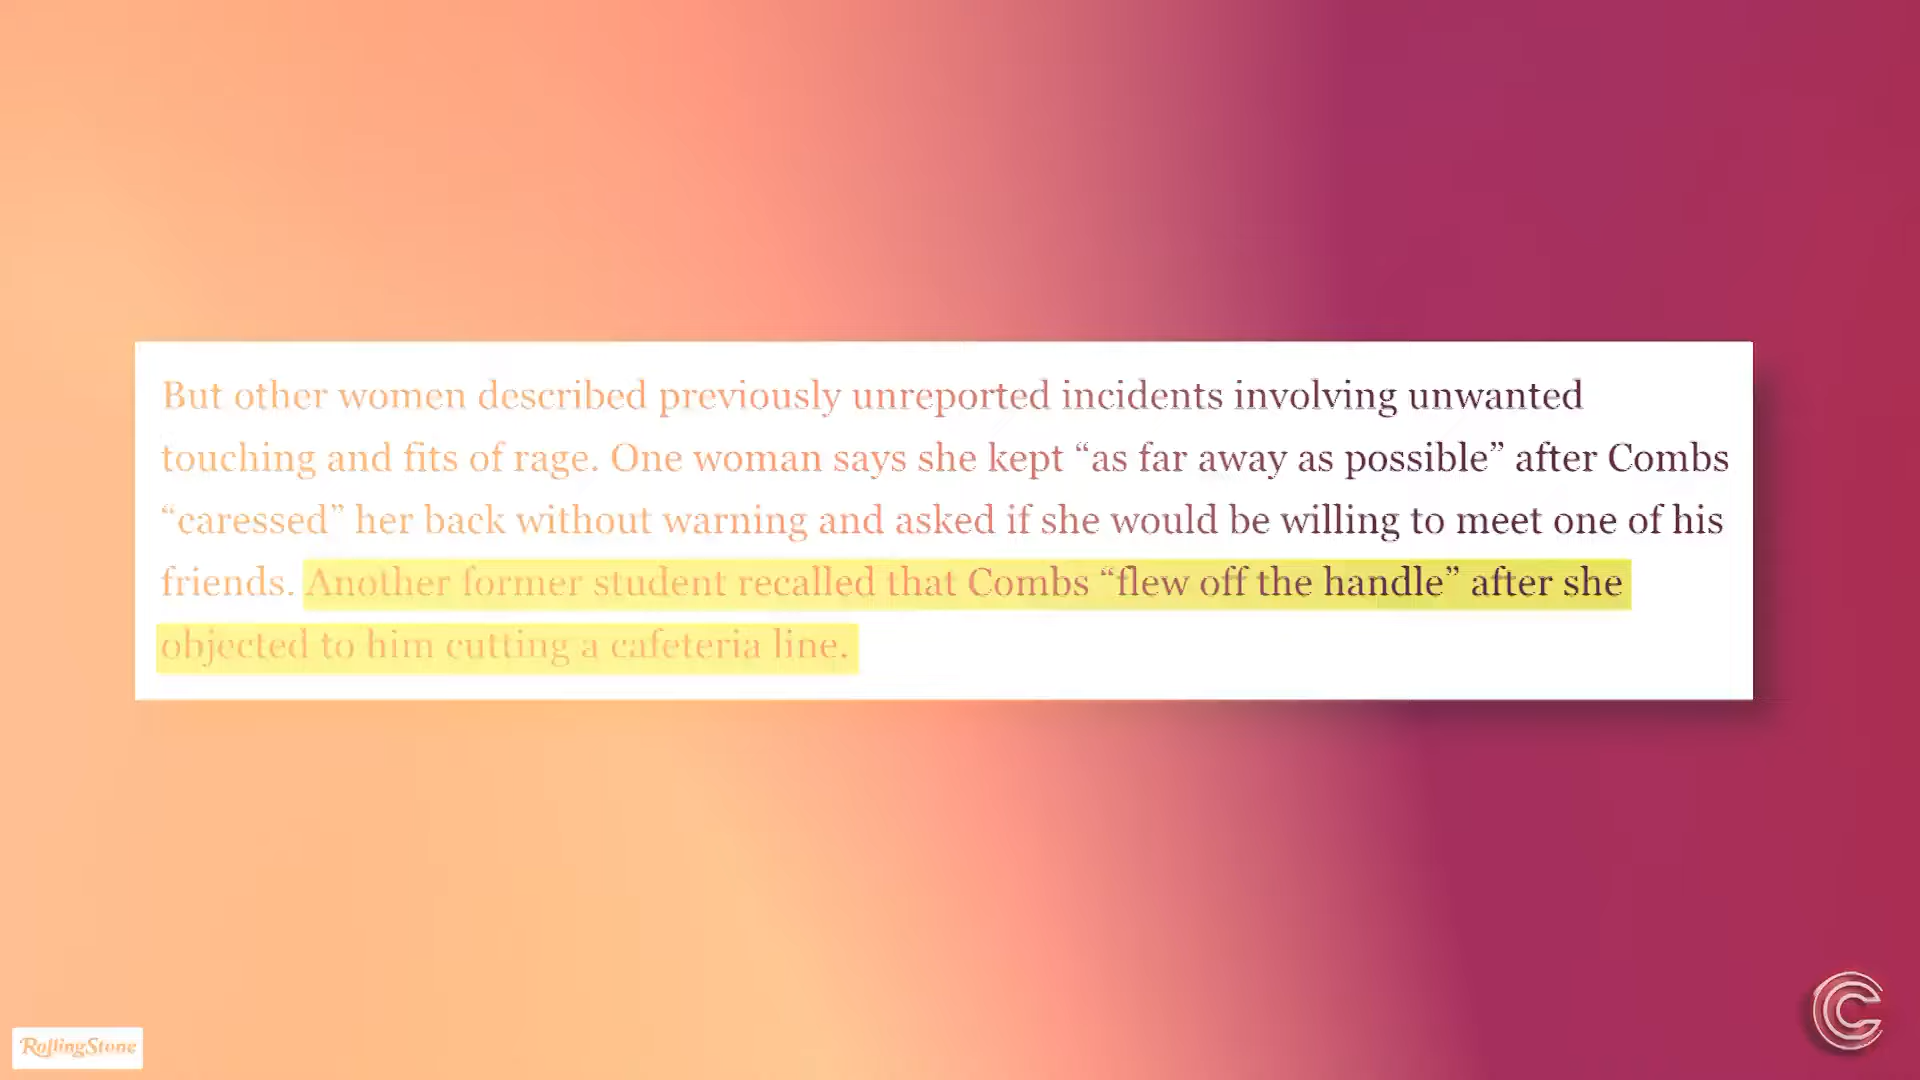 But other women described previously unreported incidents involving unwanted
touching and fits of rage. One woman says she kept “as far away as possible” after Combs
“caressed” her back without warning and asked if she would be willing to meet one of his
friends. Another former student recalled that Combs “flew off the handle” after she
objected to him cutting a cafeteria line.
RollingStone